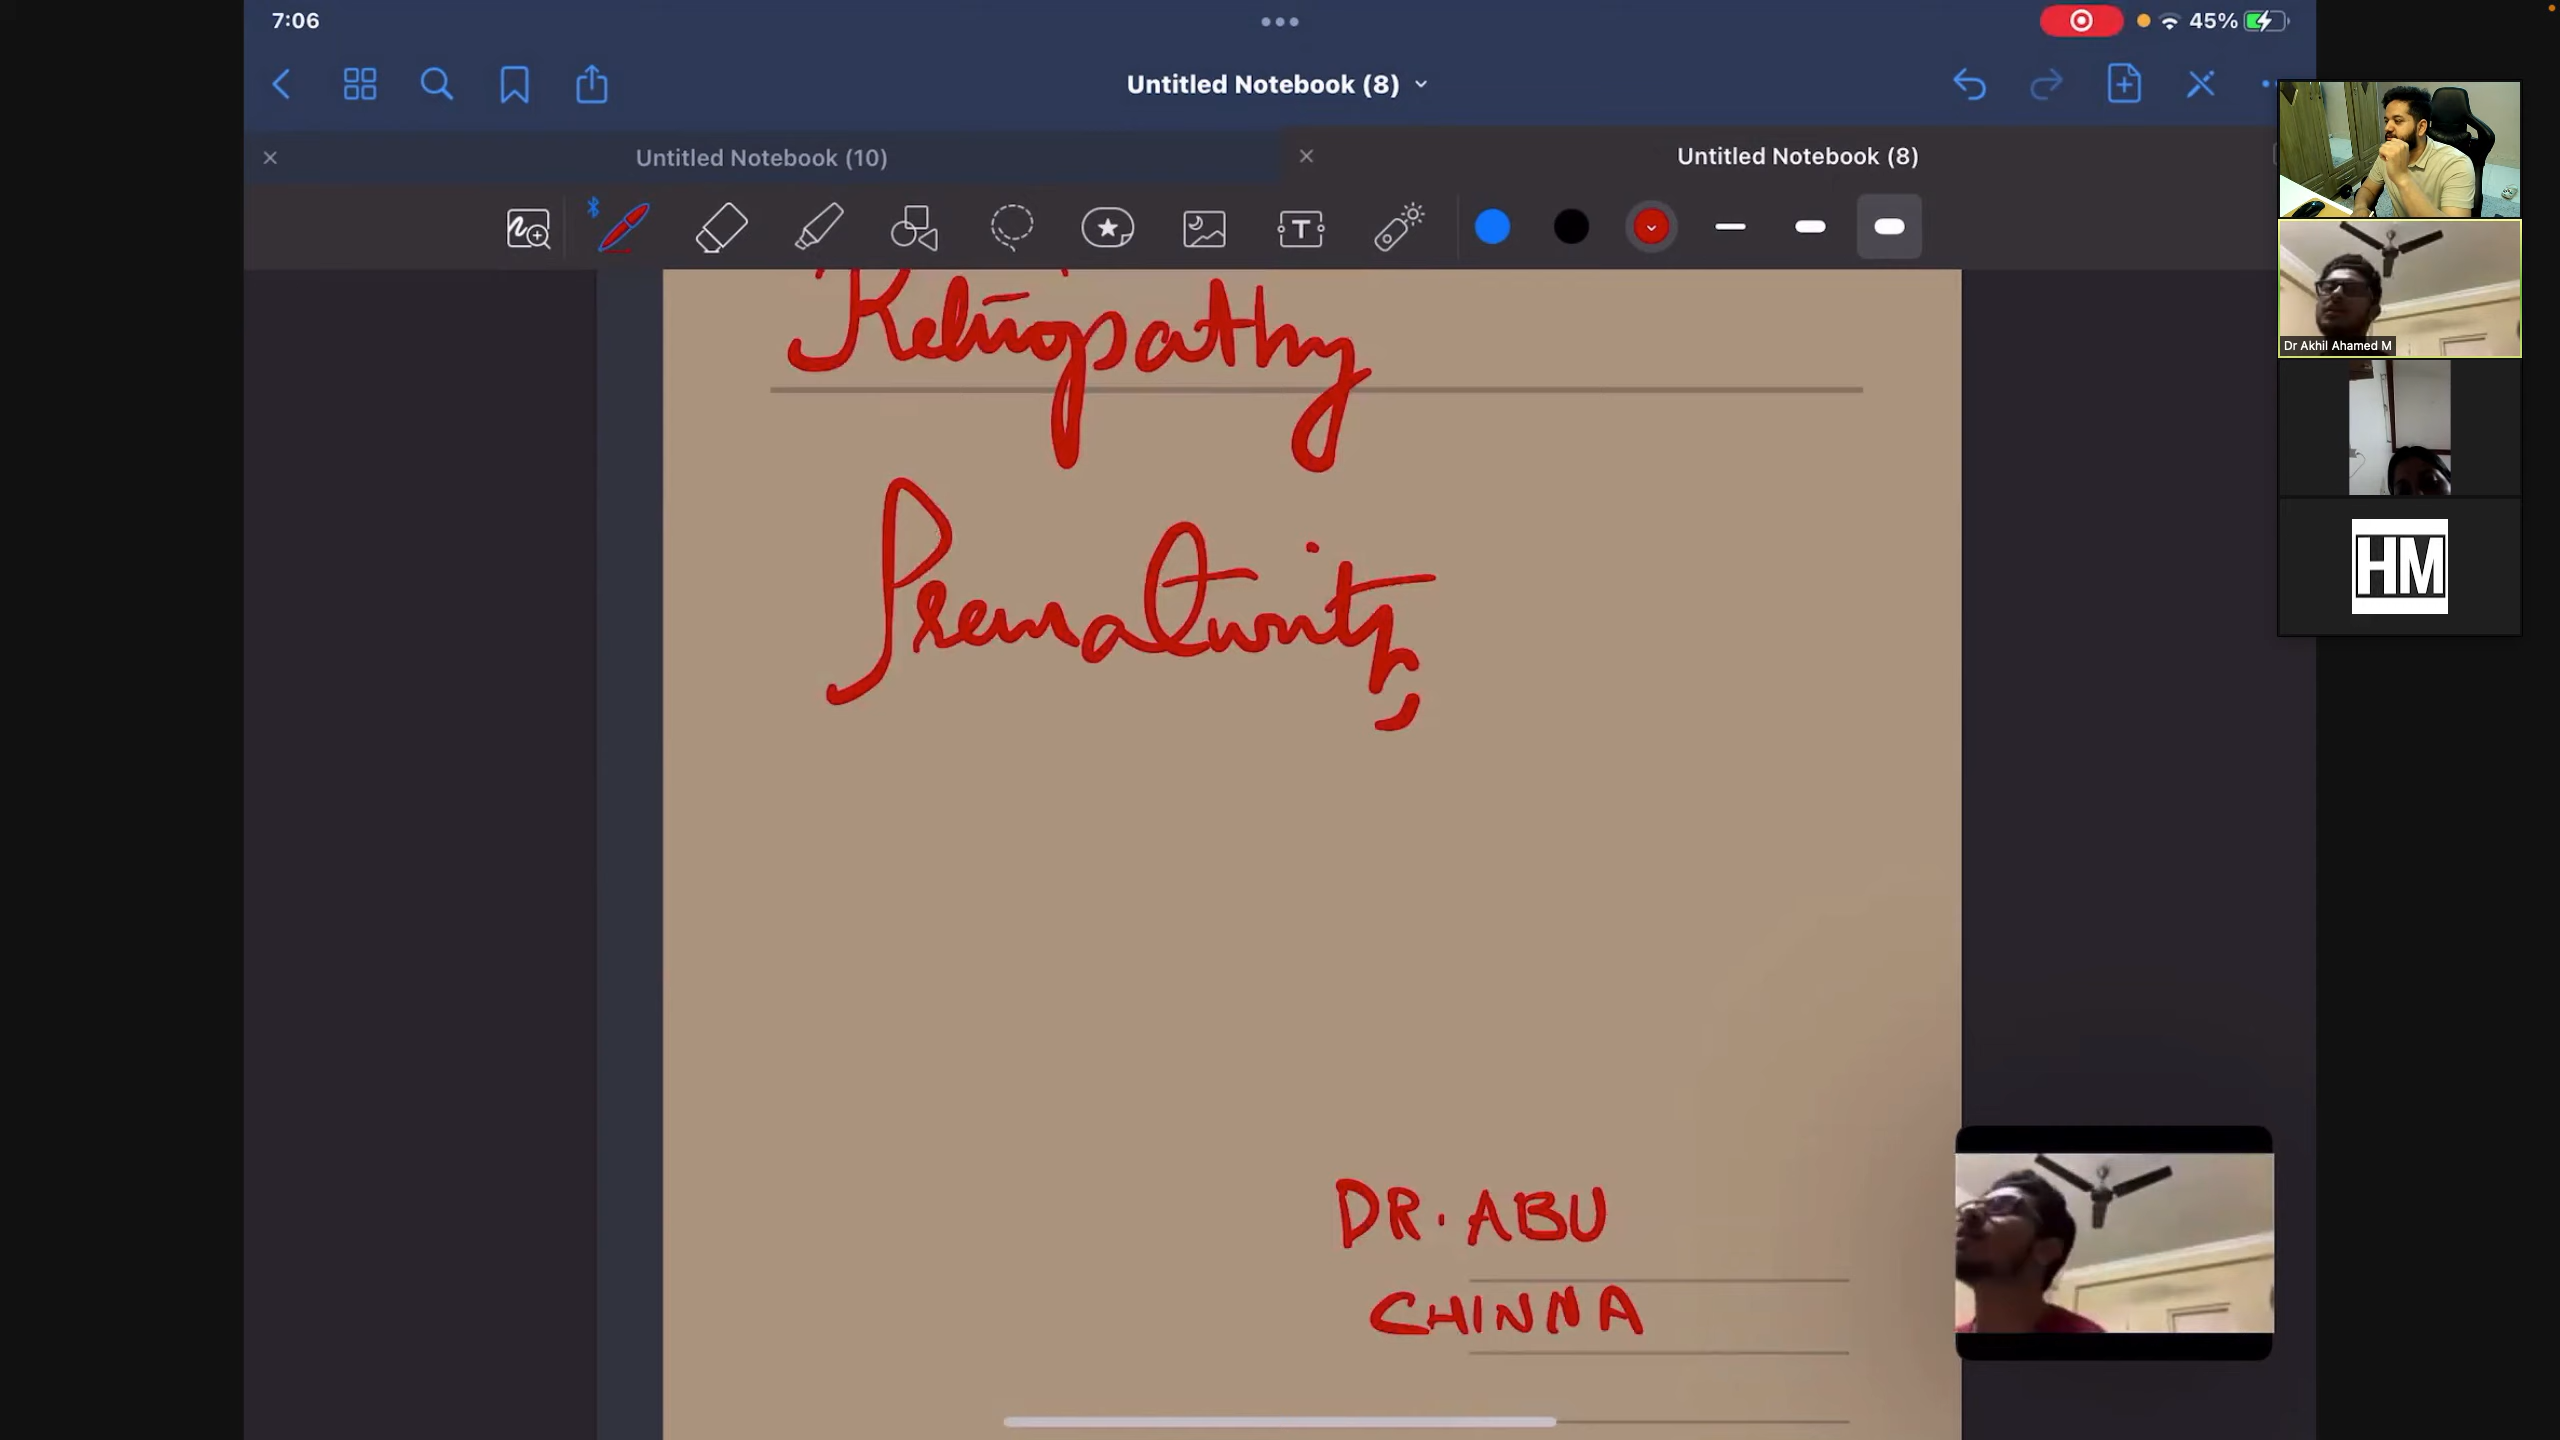 7:06
45%
Untitled Notebook (8)
Untitled Notebook (10)
Untitled Notebook (8)
T
Retinopathy
Prematurity
DR. ABU
CHINNA
Dr Akhil Ahamed M
HM